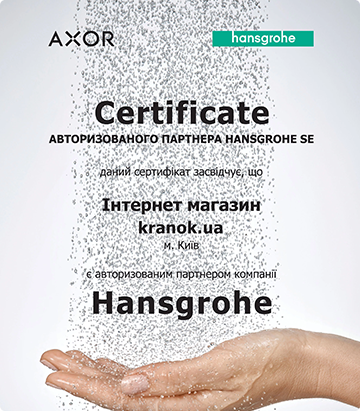 AXOR hansgrohe
Certificate
АВТОРИЗОВАНОГО ПАРТНЕРА HANSGROHE SE
даний сертифікат засвідчує, що
Інтернет магазин
kranok.ua
м. Київ
є авторизованим партнером компанії
Hansgrohe